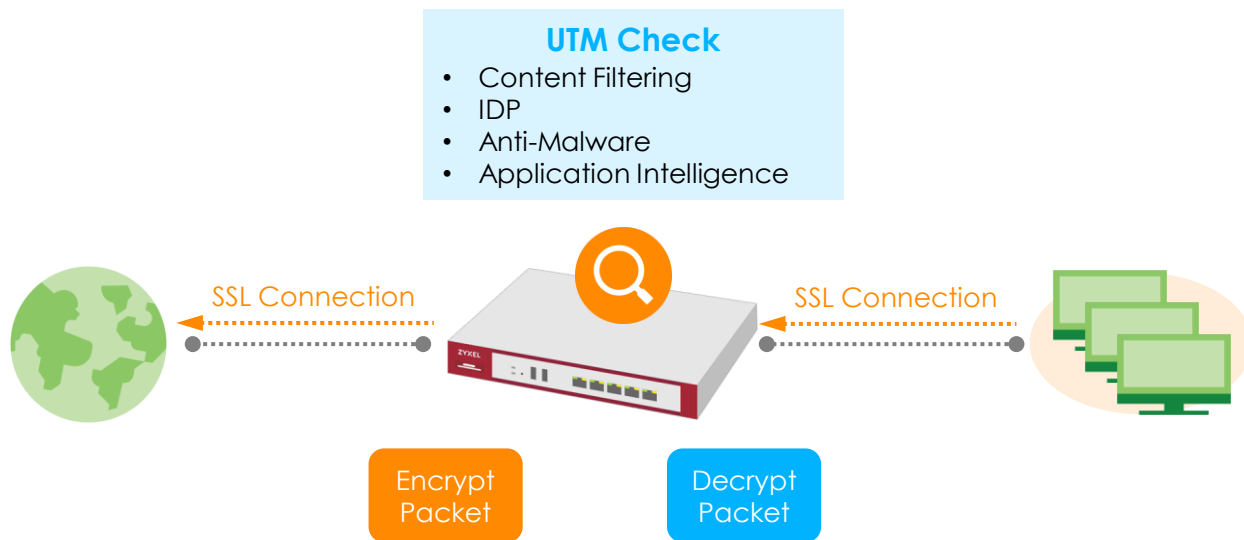 UTM Check
• Content Filtering
• IDP
• Anti-Malware
• Application Intelligence
SSL Connection
SSL Connection
ZYXEL
Encrypt
Packet
Decrypt
Packet